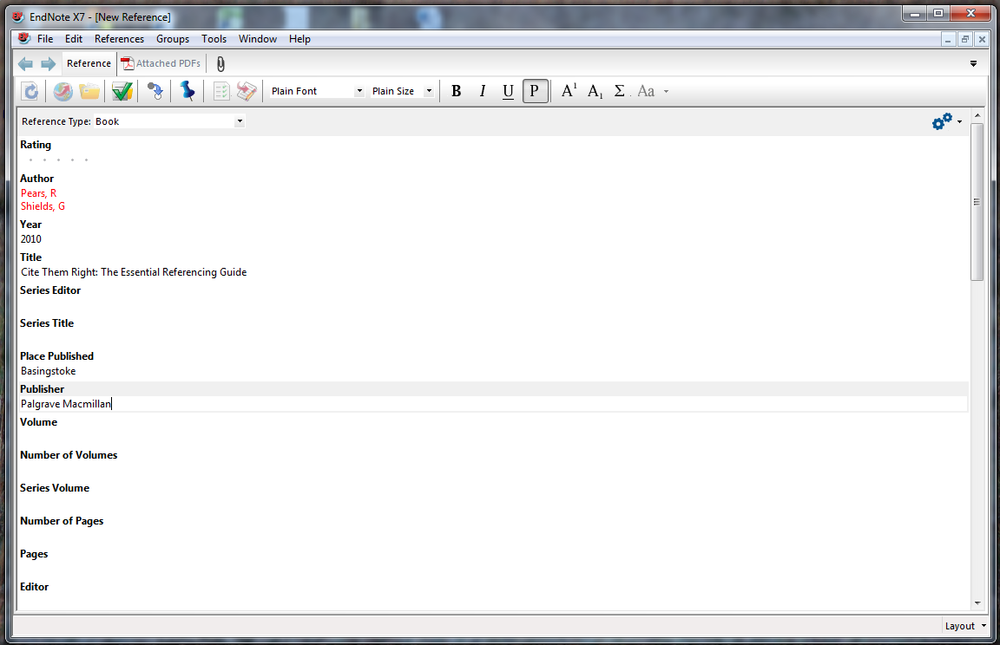 EndNote X7 - [New Reference]
File Edit References Groups Tools Window Help
Reference Attached PDFs
Plain Font Plain Size B I U P A1 A1 Σ Aa
Reference Type: Book
Rating
Author
Pears, R
Shields, G
Year
2010
Title
Cite Them Right: The Essential Referencing Guide
Series Editor
Series Title
Place Published
Basingstoke
Publisher
Palgrave Macmillan
Volume
Number of Volumes
Series Volume
Number of Pages
Pages
Editor
Layout